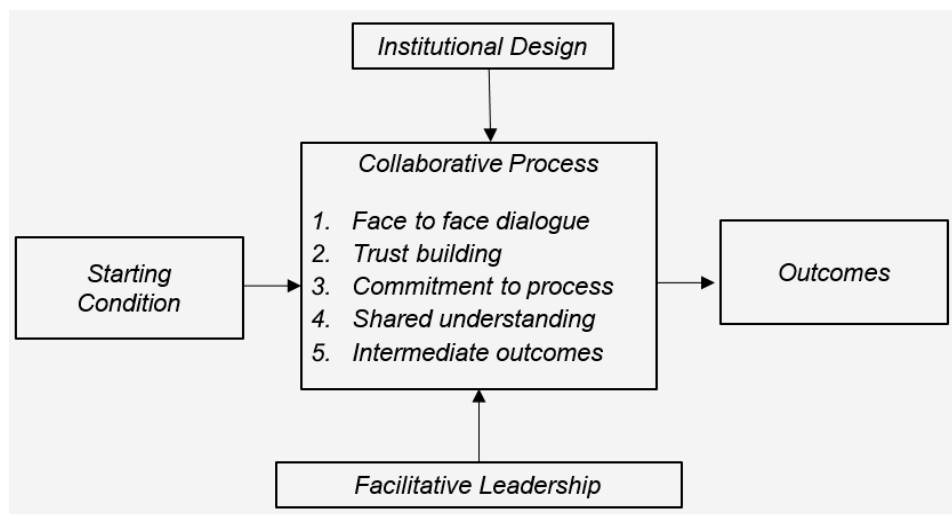 Institutional Design
Collaborative Process
1. Face to face dialogue
2. Trust building
3. Commitment to process
4. Shared understanding
5. Intermediate outcomes
Starting
Condition
Outcomes
Facilitative Leadership